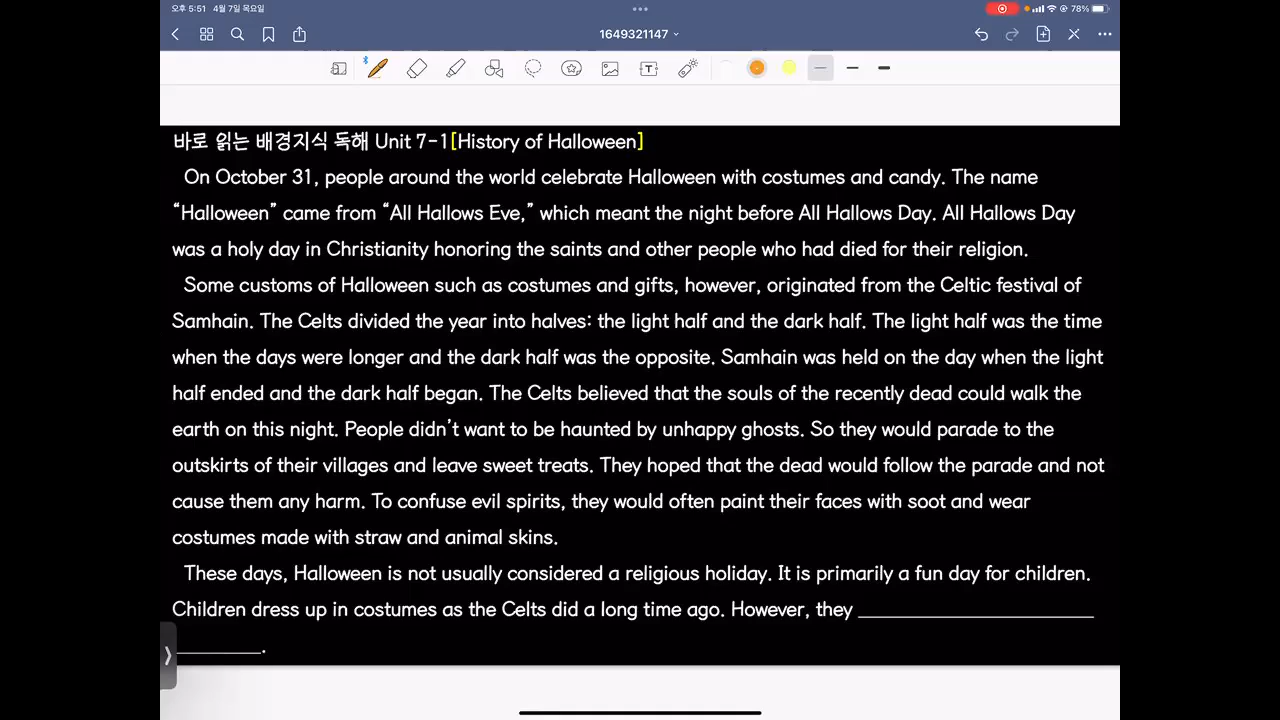 오후 5:51 4월 7일 목요일
78%
1649321147
바로 읽는 배경지식 독해 Unit 7-1[History of Halloween]
On October 31, people around the world celebrate Halloween with costumes and candy. The name
“Halloween” came from “All Hallows Eve,” which meant the night before All Hallows Day. All Hallows Day
was a holy day in Christianity honoring the saints and other people who had died for their religion.
Some customs of Halloween such as costumes and gifts, however, originated from the Celtic festival of
Samhain. The Celts divided the year into halves: the light half and the dark half. The light half was the time
when the days were longer and the dark half was the opposite. Samhain was held on the day when the light
half ended and the dark half began. The Celts believed that the souls of the recently dead could walk the
earth on this night. People didn’t want to be haunted by unhappy ghosts. So they would parade to the
outskirts of their villages and leave sweet treats. They hoped that the dead would follow the parade and not
cause them any harm. To confuse evil spirits, they would often paint their faces with soot and wear
costumes made with straw and animal skins.
These days, Halloween is not usually considered a religious holiday. It is primarily a fun day for children.
Children dress up in costumes as the Celts did a long time ago. However, they ____________________
________.